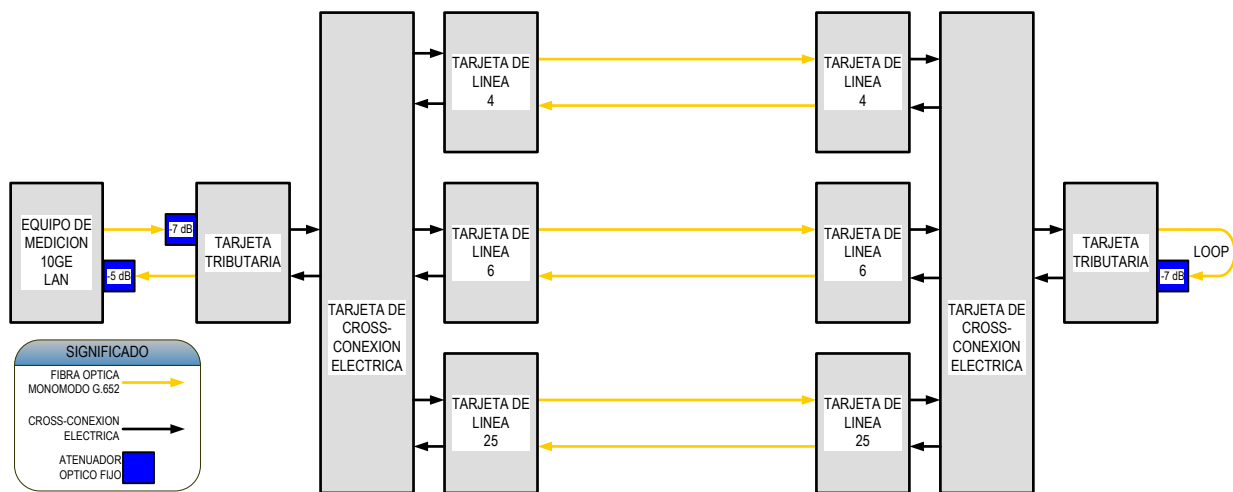 TARJETA DE
LINEA
4
TARJETA DE
LINEA
4
EQUIPO DE
MEDICION
10GE
LAN
-7 dB
-5 dB
TARJETA
TRIBUTARIA
TARJETA DE
CROSS-
CONEXION
ELECTRICA
TARJETA DE
LINEA
6
TARJETA DE
LINEA
6
TARJETA DE
CROSS-
CONEXION
ELECTRICA
TARJETA
TRIBUTARIA
LOOP
-7 dB
TARJETA DE
LINEA
25
TARJETA DE
LINEA
25
SIGNIFICADO
FIBRA OPTICA
MONOMODO G.652
CROSS-CONEXION
ELECTRICA
ATENUADOR
OPTICO FIJO